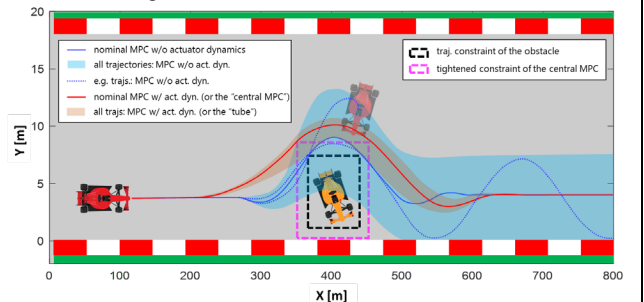 20
15
10
5
0
Y [m]
nominal MPC w/o actuator dynamics
all trajectories: MPC w/o act. dyn.
e.g. trajs.: MPC w/o act. dyn.
nominal MPC w/ act. dyn. (or the "central MPC")
all trajs: MPC w/ act. dyn. (or the "tube")
traj. constraint of the obstacle
tightened constraint of the central MPC
0 100 200 300 400 500 600 700 800
X [m]